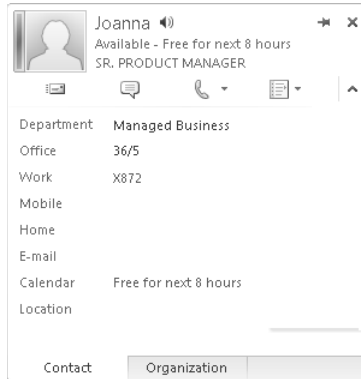 Joanna
Available - Free for next 8 hours
SR. PRODUCT MANAGER
Department Managed Business
Office 36/5
Work X872
Mobile
Home
E-mail
Calendar Free for next 8 hours
Location
Contact Organization